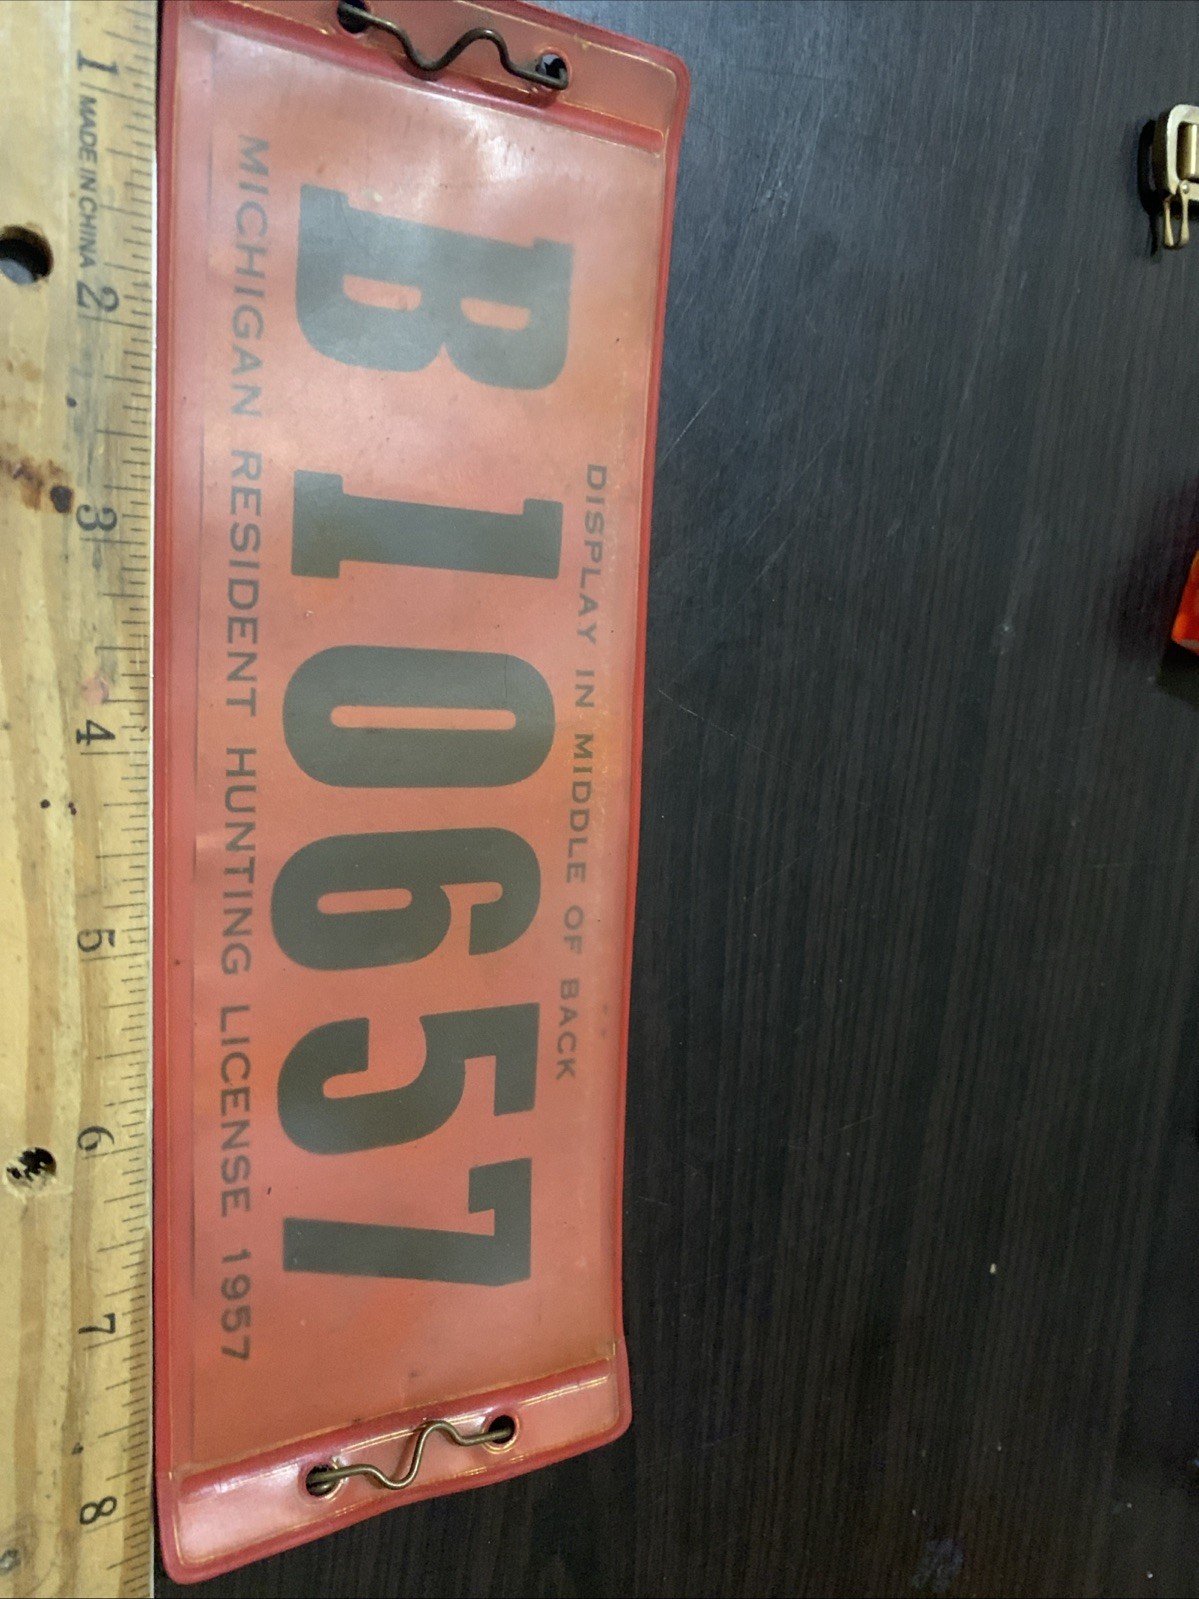 DISPLAY IN MIDDLE OF BACK
B10657
MICHIGAN RESIDENT HUNTING LICENSE 1957
1 MADE IN CHINA 2 3 4 5 6 7 8